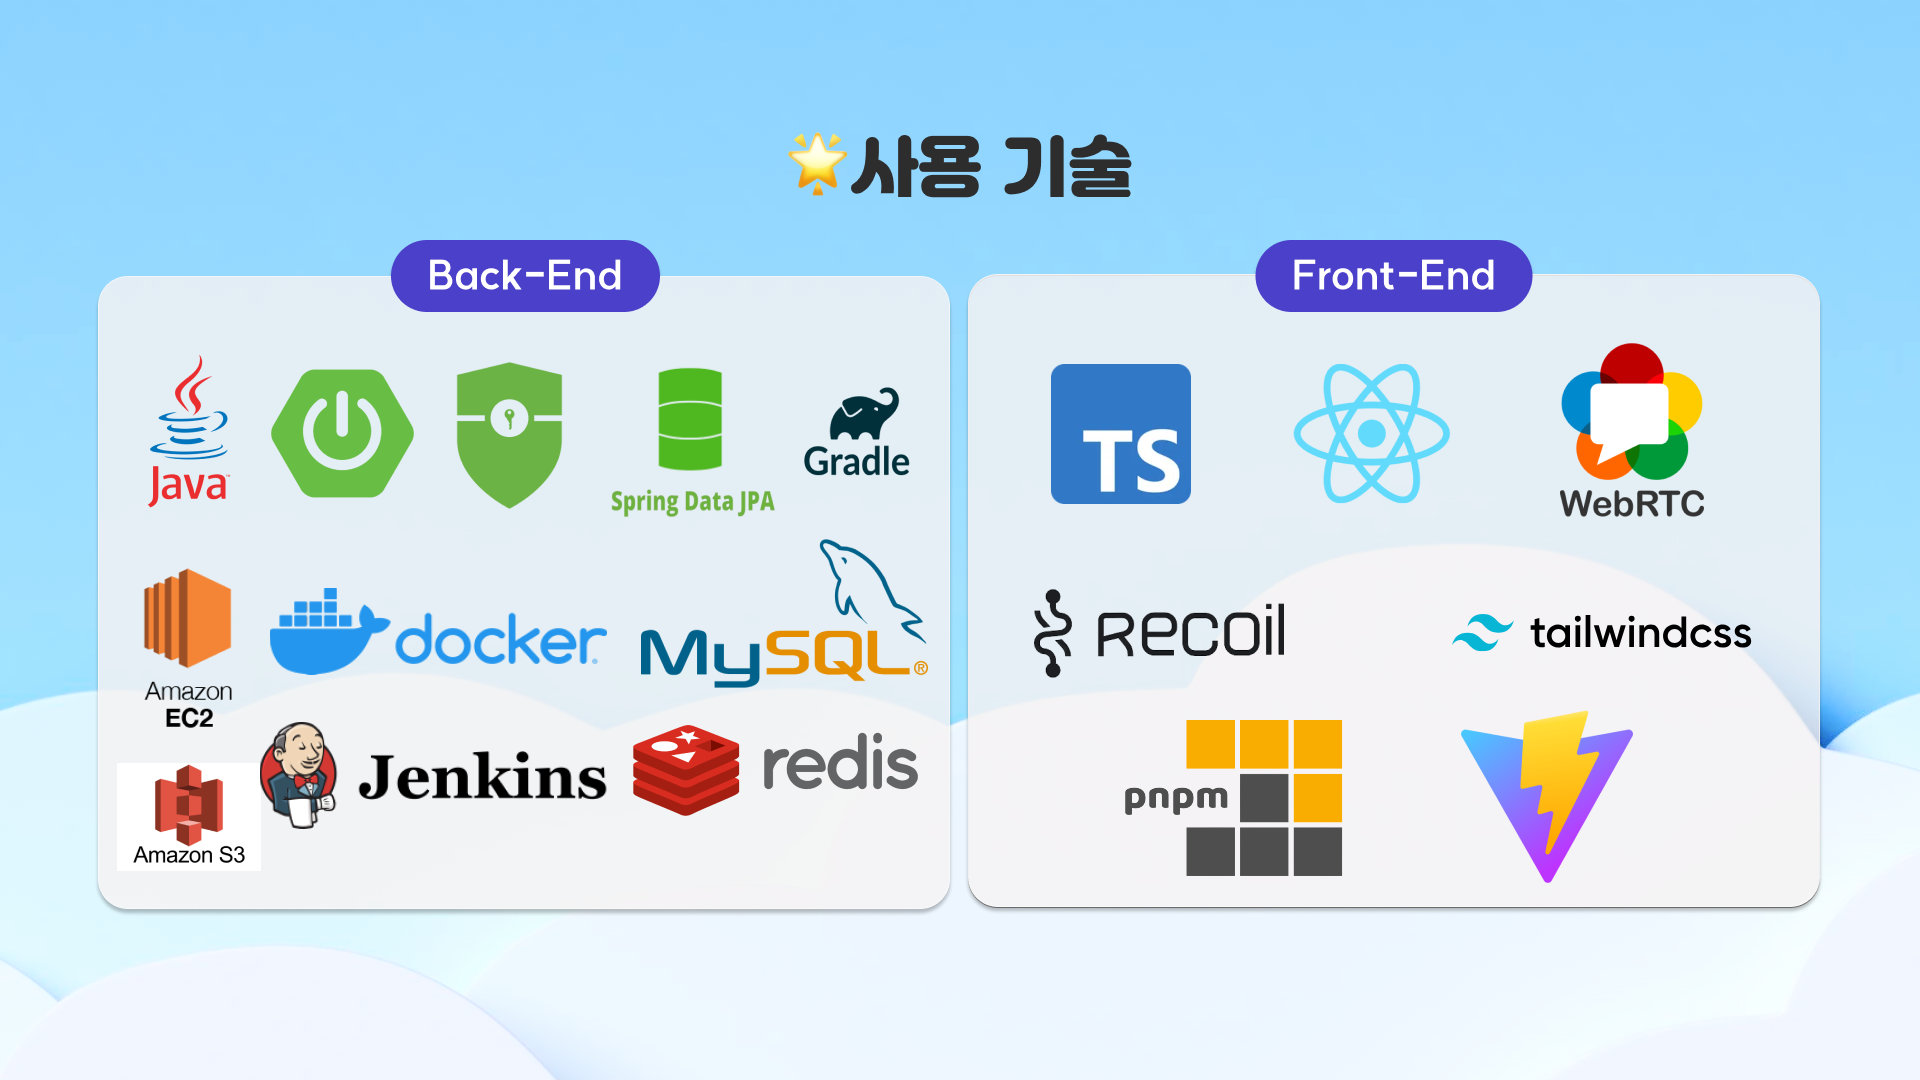 사용 기술
Back-End
Java™
Spring Data JPA
Gradle
Amazon
EC2
docker
MySQL®
Amazon S3
Jenkins
redis
Front-End
TS
WebRTC
Recoil
tailwindcss
pnpm